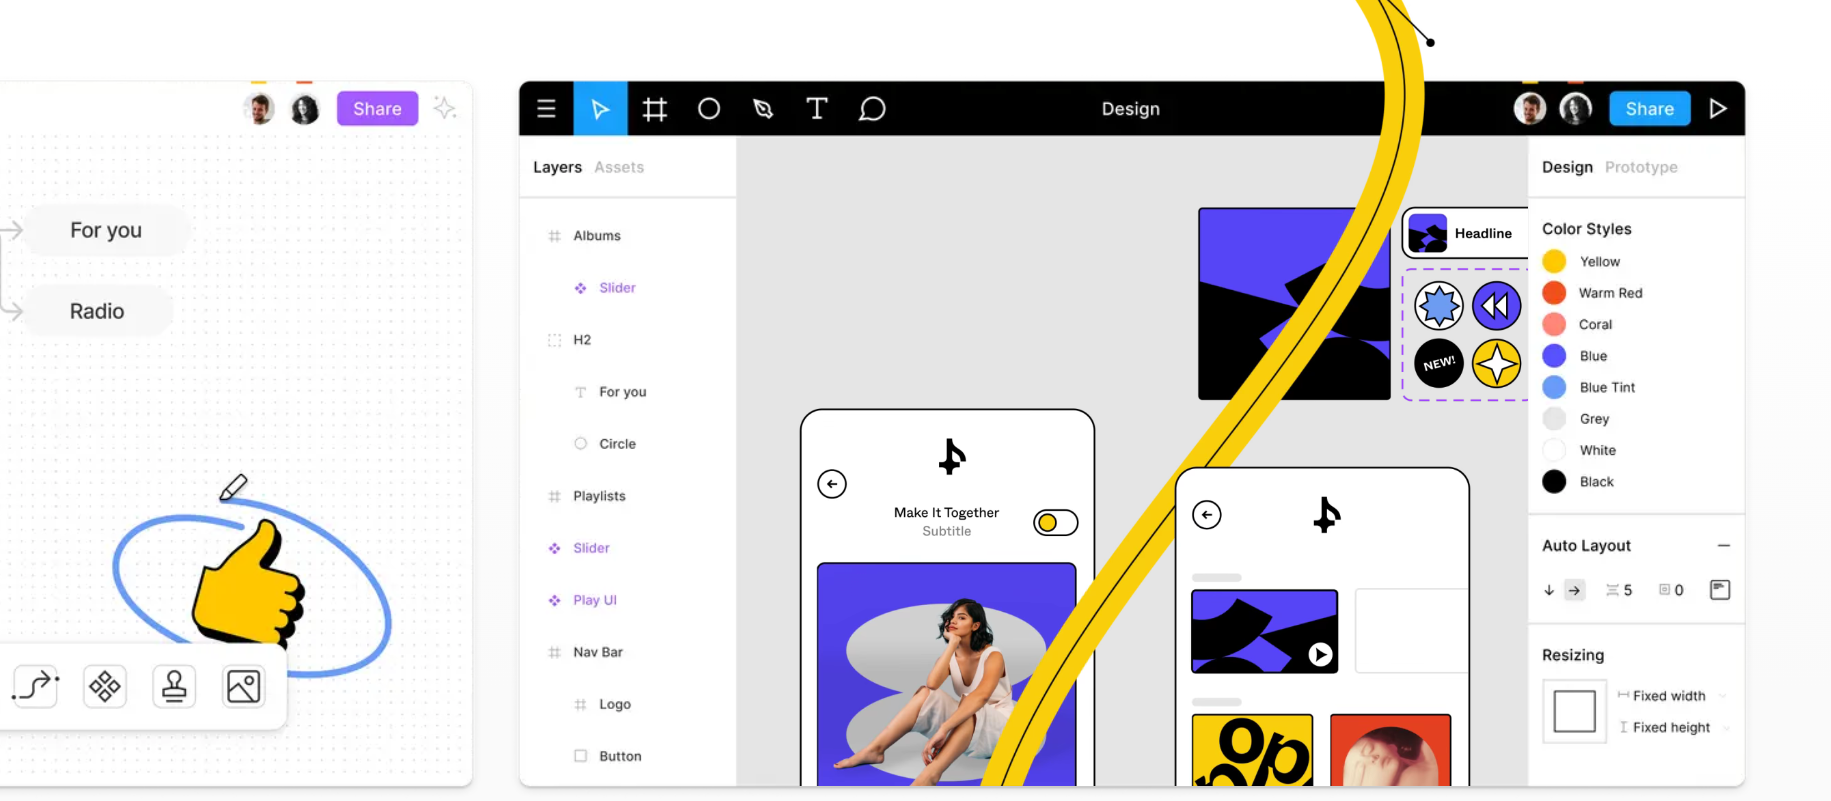 Share
For you
Radio
Design
Share
Layers Assets
Albums
Slider
H2
For you
Circle
Playlists
Slider
Play UI
Nav Bar
Logo
Button
Headline
NEW!
Make It Together
Subtitle
Design Prototype
Color Styles
Yellow
Warm Red
Coral
Blue
Blue Tint
Grey
White
Black
Auto Layout
5 0
Resizing
Fixed width
Fixed height